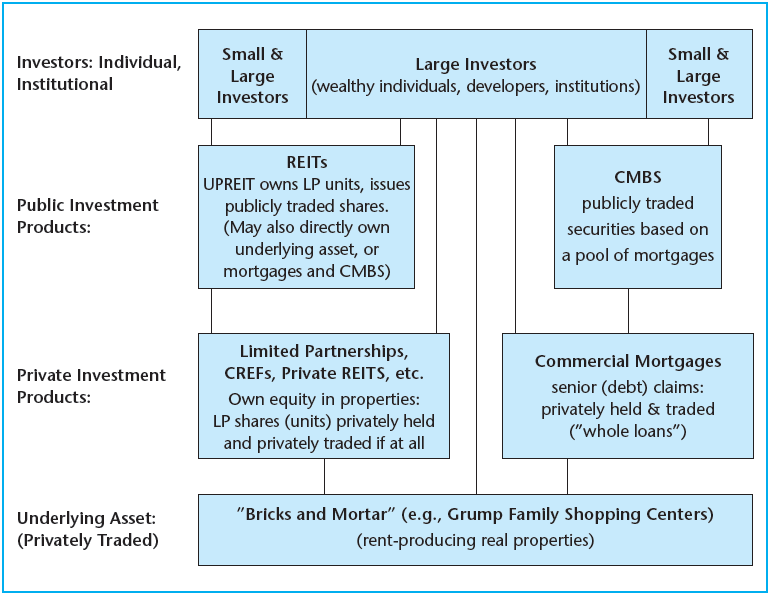 Investors: Individual,
Institutional
Small &
Large
Investors
Large Investors
(wealthy individuals, developers, institutions)
Small &
Large
Investors
Public Investment
Products:
REITs
UPREIT owns LP units, issues
publicly traded shares.
(May also directly own
underlying asset, or
mortgages and CMBS)
CMBS
publicly traded
securities based on
a pool of mortgages
Private Investment
Products:
Limited Partnerships,
CREFs, Private REITS, etc.
Own equity in properties:
LP shares (units) privately held
and privately traded if at all
Commercial Mortgages
senior (debt) claims:
privately held & traded
(”whole loans”)
Underlying Asset:
(Privately Traded)
”Bricks and Mortar” (e.g., Grump Family Shopping Centers)
(rent-producing real properties)